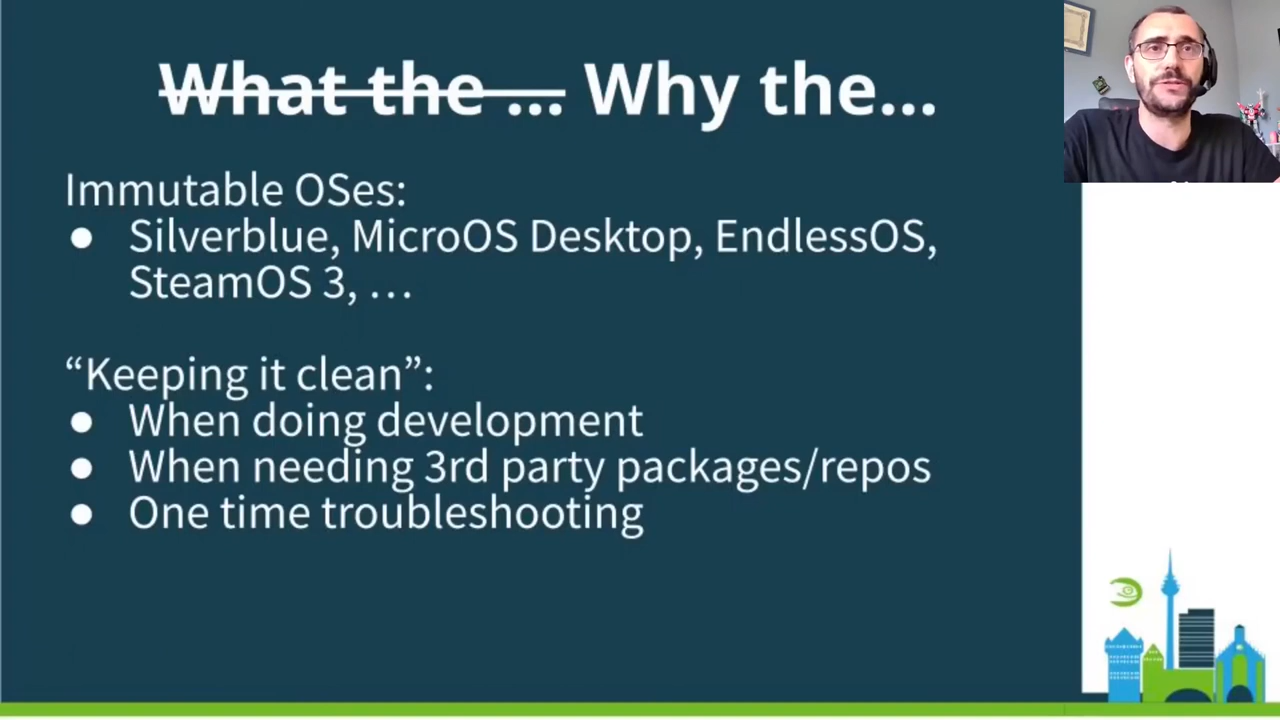 What the ... Why the...
Immutable OSes:
● Silverblue, MicroOS Desktop, EndlessOS,
SteamOS 3, …
“Keeping it clean”:
● When doing development
● When needing 3rd party packages/repos
● One time troubleshooting